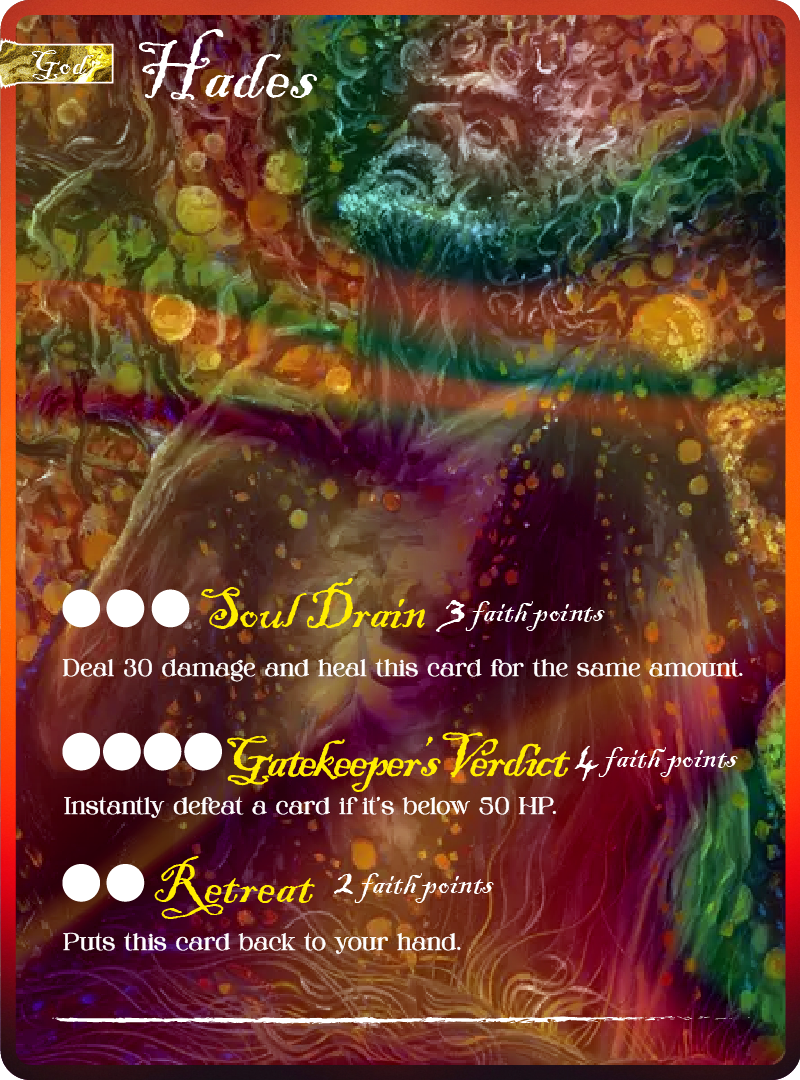 God
Hades
Soul Drain 3 faith points
Deal 30 damage and heal this card for the same amount.
Gatekeeper's Verdict 4 faith points
Instantly defeat a card if it's below 50 HP.
Retreat 2 faith points
Puts this card back to your hand.